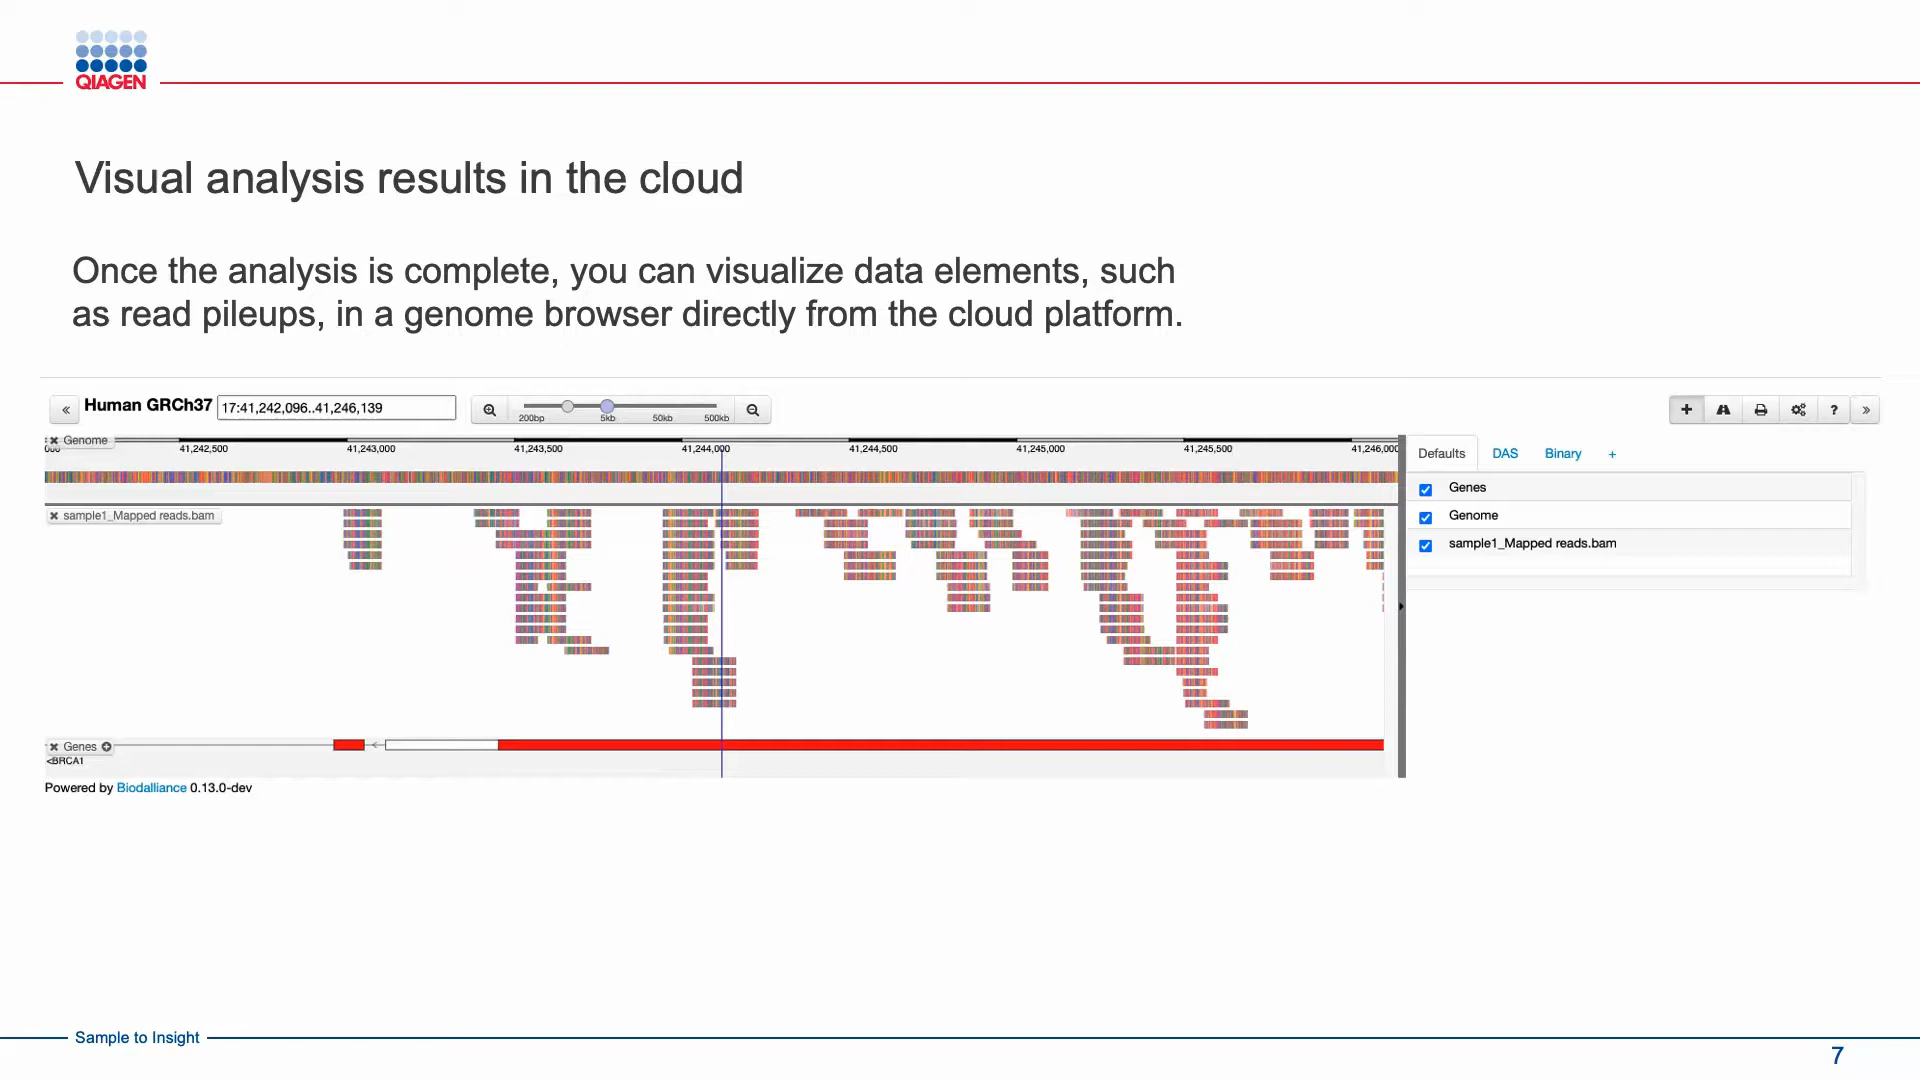 QIAGEN
Visual analysis results in the cloud
Once the analysis is complete, you can visualize data elements, such
as read pileups, in a genome browser directly from the cloud platform.
« Human GRCh37 17:41,242,096..41,246,139 200bp 5kb 50kb 500kb + ? »
Genome
41,242,500 41,243,000 41,243,500 41,244,000 41,244,500 41,245,000 41,245,500 41,246,000
Defaults DAS Binary +
Genes
Genome
sample1_Mapped reads.bam
sample1_Mapped reads.bam
Genes
<BRCA1
Powered by Biodalliance 0.13.0-dev
Sample to Insight
7